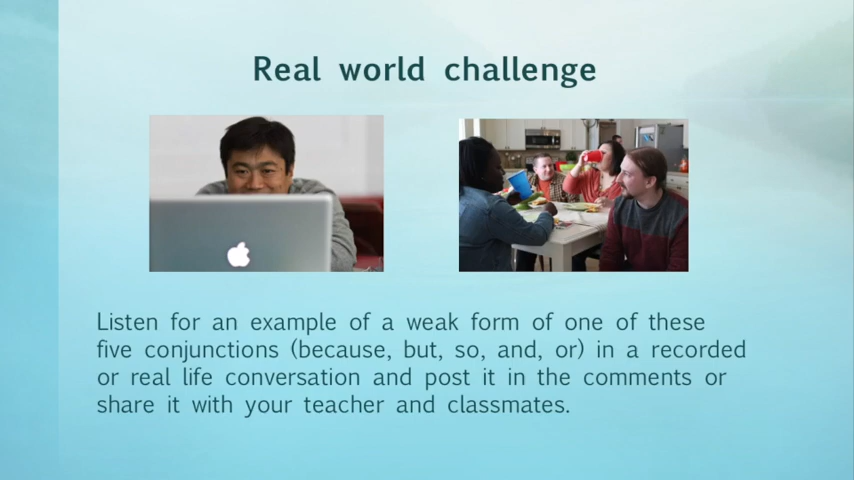 Real world challenge
Listen for an example of a weak form of one of these
five conjunctions (because, but, so, and, or) in a recorded
or real life conversation and post it in the comments or
share it with your teacher and classmates.